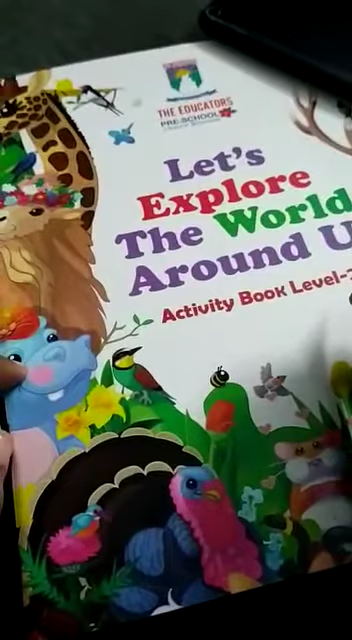 THE EDUCATORS
PRE-SCHOOL
Let's
Explore
The World
Around U
Activity Book Level-